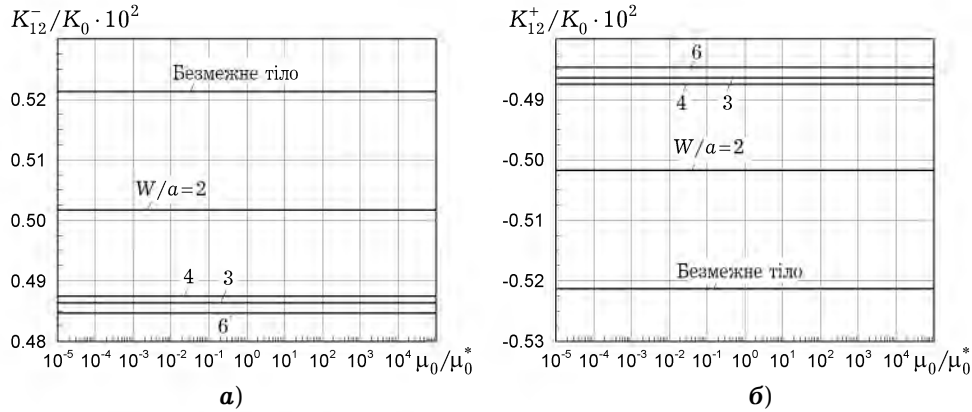 K₁₂⁻/K₀·10²
Безмежне тіло
0.52
0.51
W/a=2
0.50
4 3
0.49
6
0.48
10⁻⁵ 10⁻⁴ 10⁻³ 10⁻² 10⁻¹ 10⁰ 10¹ 10² 10³ 10⁴ μ₀/μ₀*
а)
K₁₂⁺/K₀·10²
6
-0.49
4 3
W/a=2
-0.50
-0.51
Безмежне тіло
-0.52
-0.53
10⁻⁵ 10⁻⁴ 10⁻³ 10⁻² 10⁻¹ 10⁰ 10¹ 10² 10³ 10⁴ μ₀/μ₀*
б)